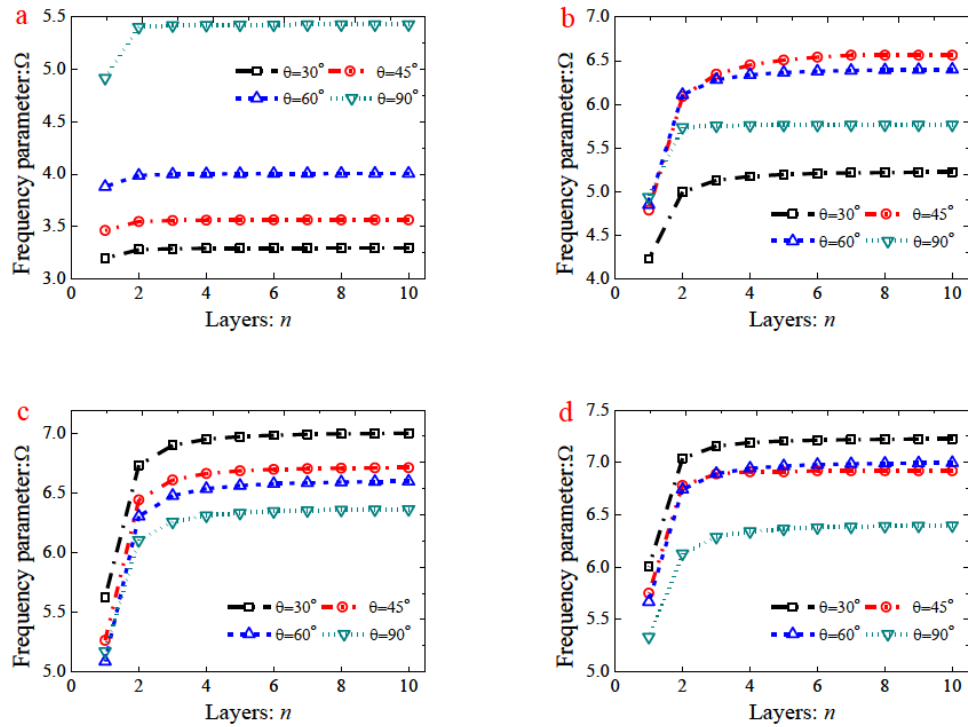 a
5.5
5.0
4.5
4.0
3.5
3.0
Frequency parameter:Ω
θ=30° θ=45°
θ=60° θ=90°
0 2 4 6 8 10
Layers: n
b
7.0
6.5
6.0
5.5
5.0
4.5
4.0
Frequency parameter:Ω
θ=30° θ=45°
θ=60° θ=90°
0 2 4 6 8 10
Layers: n
c
7.0
6.5
6.0
5.5
5.0
Frequency parameter:Ω
θ=30° θ=45°
θ=60° θ=90°
0 2 4 6 8 10
Layers: n
d
7.5
7.0
6.5
6.0
5.5
5.0
Frequency parameter:Ω
θ=30° θ=45°
θ=60° θ=90°
0 2 4 6 8 10
Layers: n